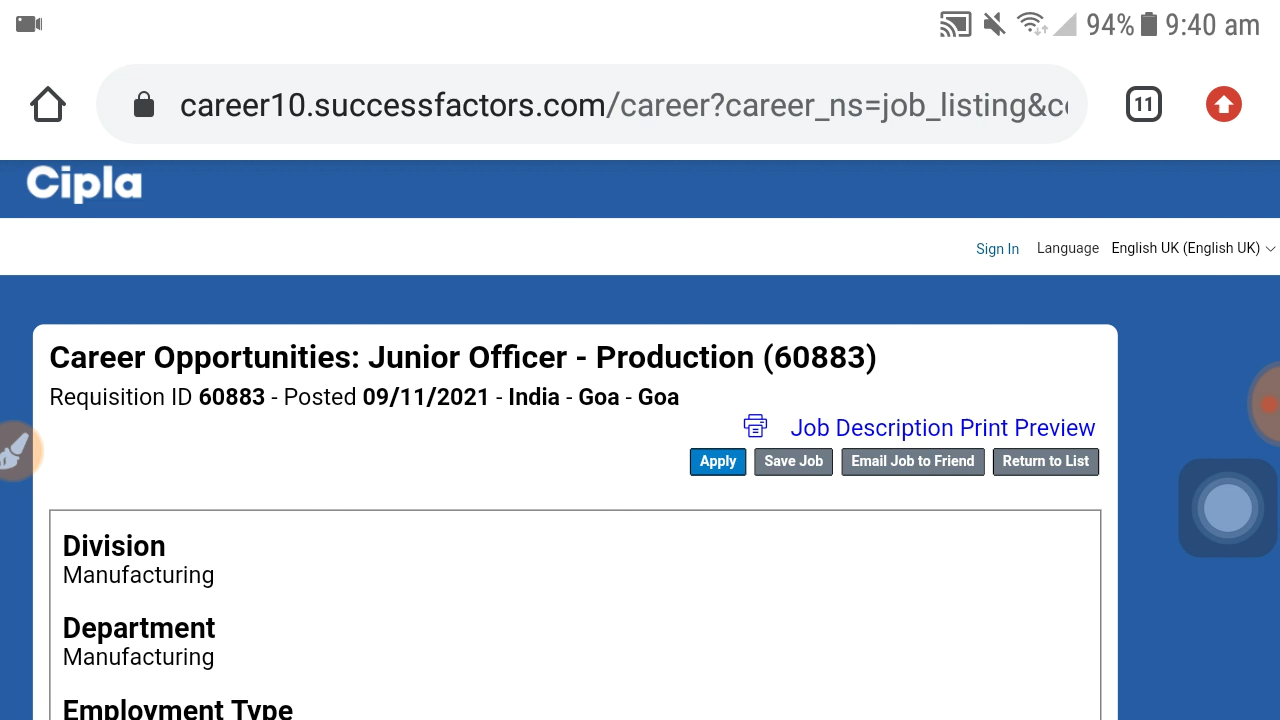 94% 9:40 am
career10.successfactors.com/career?career_ns=job_listing&c
11
Cipla
Sign In Language English UK (English UK)
Career Opportunities: Junior Officer - Production (60883)
Requisition ID 60883 - Posted 09/11/2021 - India - Goa - Goa
Job Description Print Preview
Apply Save Job Email Job to Friend Return to List
Division
Manufacturing
Department
Manufacturing
Employment Type